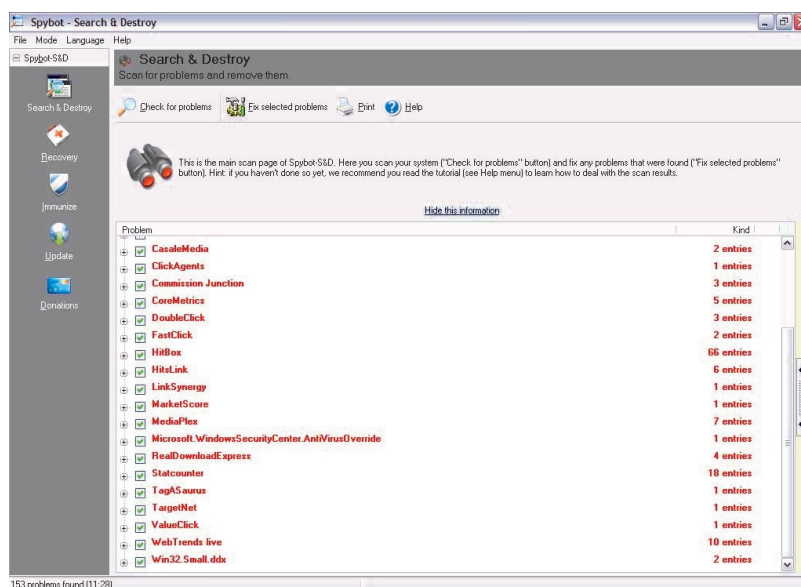 Spybot - Search & Destroy
File Mode Language Help
Spybot-S&D
Search & Destroy
Scan for problems and remove them.
Search & Destroy
Recovery
Immunize
Update
Donations
Check for problems Fix selected problems Print Help
This is the main scan page of Spybot-S&D. Here you scan your system ("Check for problems" button) and fix any problems that were found ("Fix selected problems"
button). Hint: if you haven't done so yet, we recommend you read the tutorial (see Help menu) to learn how to deal with the scan results.
Hide this information
Problem Kind
CasaleMedia 2 entries
ClickAgents 1 entries
Commission Junction 3 entries
CoreMetrics 5 entries
DoubleClick 3 entries
FastClick 2 entries
HitBox 66 entries
HitsLink 6 entries
LinkSynergy 1 entries
MarketScore 1 entries
MediaPlex 7 entries
Microsoft.WindowsSecurityCenter.AntiVirusOverride 1 entries
RealDownloadExpress 4 entries
Statcounter 18 entries
TagASaurus 1 entries
TargetNet 1 entries
ValueClick 1 entries
WebTrends live 10 entries
Win32.Small.ddx 2 entries
153 problems found (11:28)